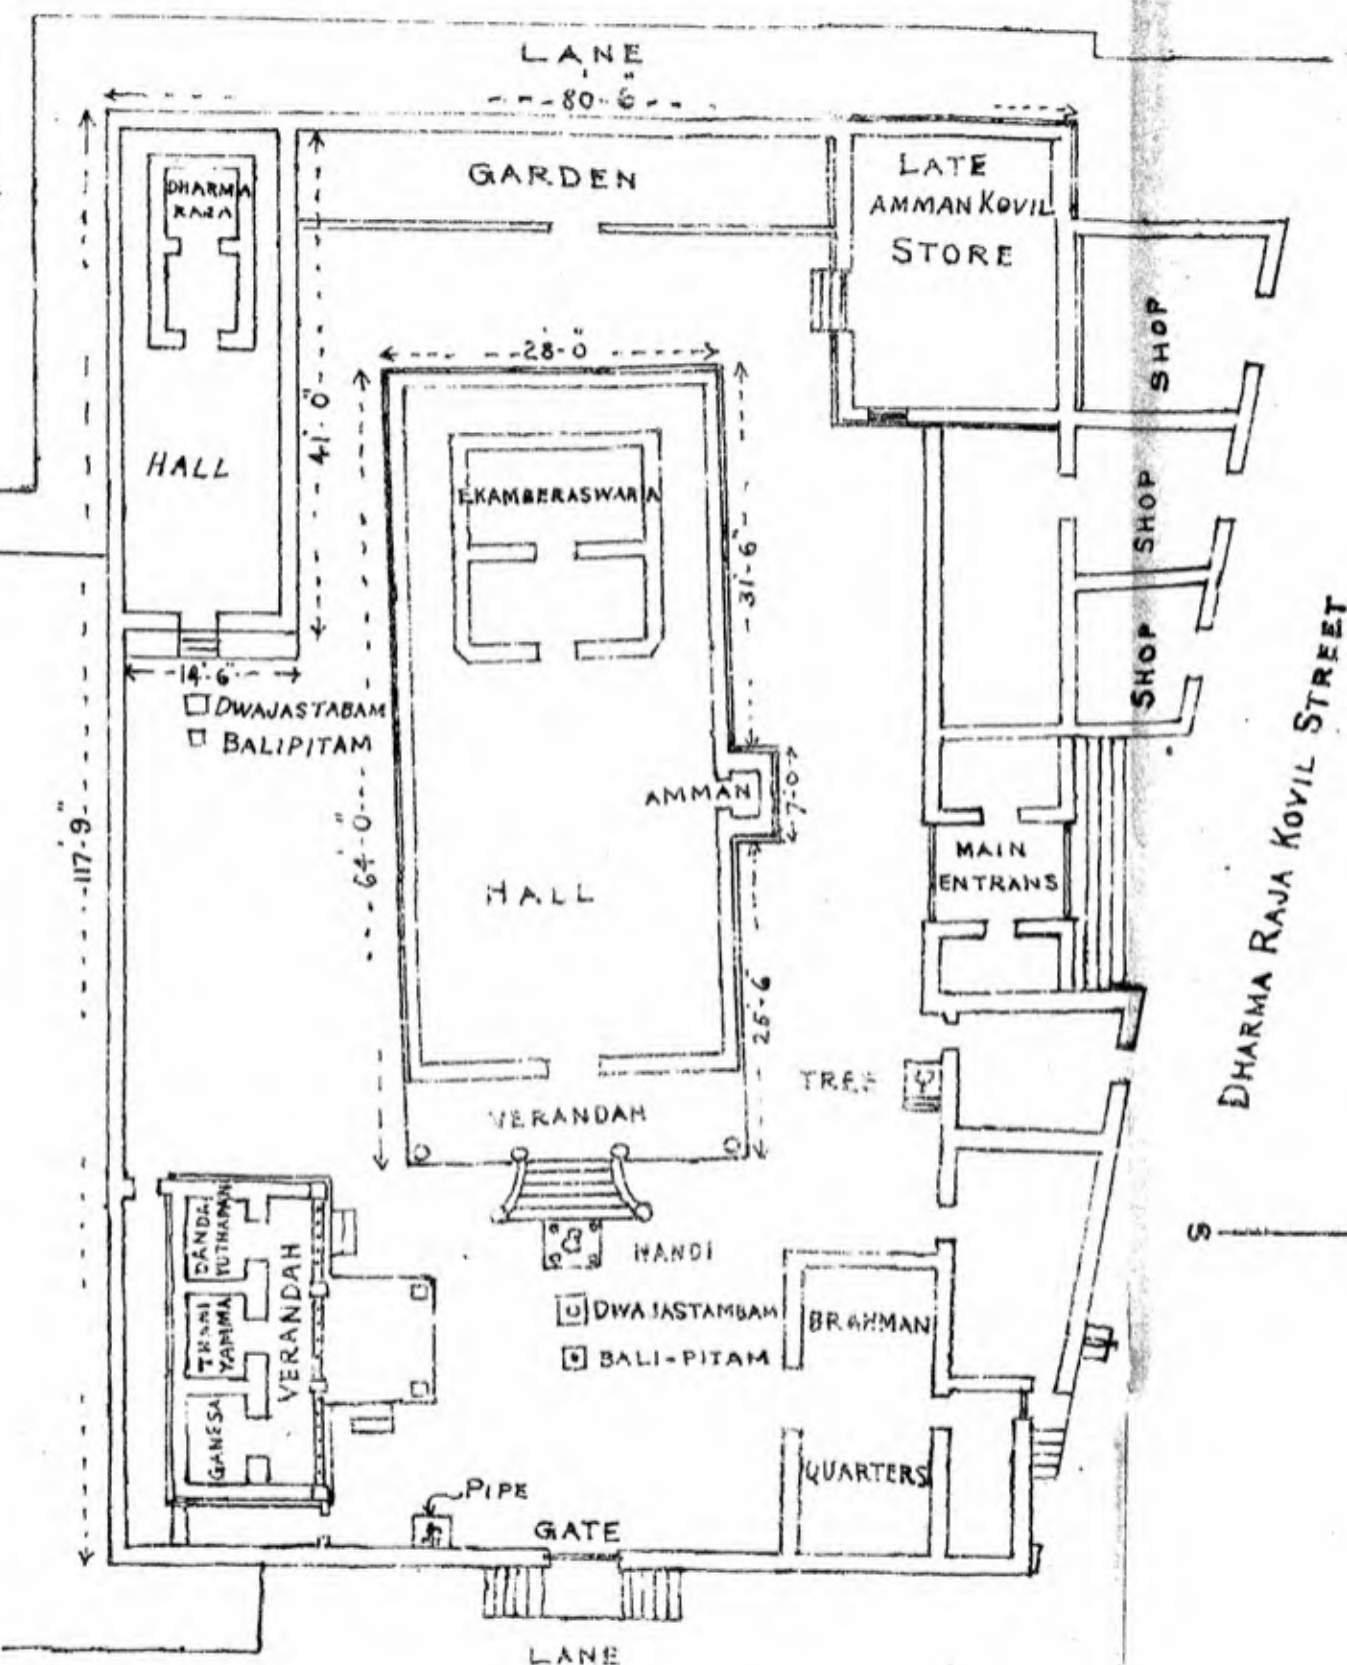 LANE
80'-6"
GARDEN
LATE
AMMAN KOVIL
STORE
DHARMA
RAJA
HALL
41'-0"
14'-6"
DWAJASTABAM
BALIPITAM
117'-9"
28'-0"
EKAMBERASWARA
31'-6"
AMMAN
7'-0"
HALL
64'-0"
25'-6"
VERANDAH
SHOP
SHOP
SHOP
MAIN
ENTRANS
DHARMA RAJA KOVIL STREET
TREE
S
NANDI
DWAJASTAMBAM
BALI-PITAM
BRAHMAN
QUARTERS
DANDA
YUTHAPANI
YAMMA
GANESA
VERANDAH
PIPE
GATE
LANE